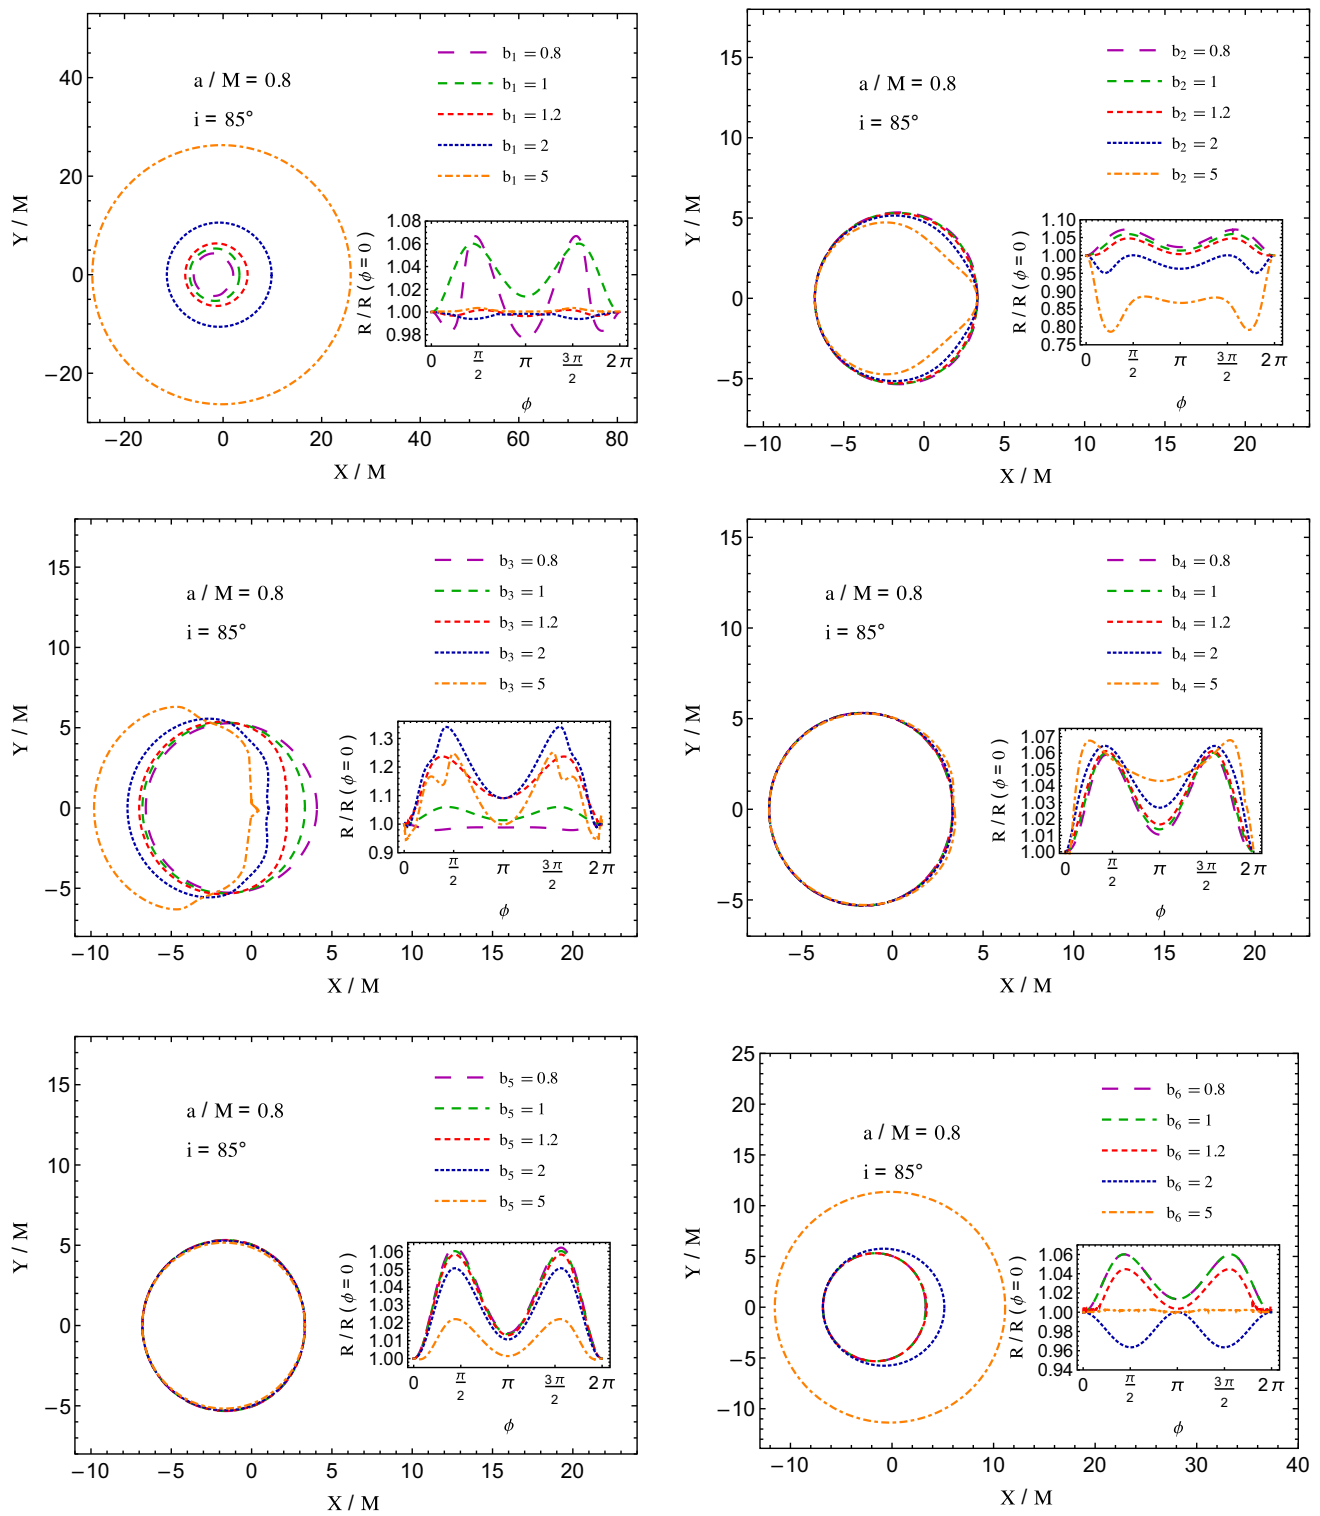 a / M = 0.8
i = 85°
b1 = 0.8
b1 = 1
b1 = 1.2
b1 = 2
b1 = 5
40
20
0
−20
Y / M
−20 0 20 40 60 80
X / M
R / R ( ϕ = 0 )
1.08
1.06
1.04
1.02
1.00
0.98
0 π/2 π 3π/2 2π
ϕ
a / M = 0.8
i = 85°
b2 = 0.8
b2 = 1
b2 = 1.2
b2 = 2
b2 = 5
15
10
5
0
−5
Y / M
−10 −5 0 5 10 15 20
X / M
R / R ( ϕ = 0 )
1.10
1.05
1.00
0.95
0.90
0.85
0.80
0.75
0 π/2 π 3π/2 2π
ϕ
a / M = 0.8
i = 85°
b3 = 0.8
b3 = 1
b3 = 1.2
b3 = 2
b3 = 5
15
10
5
0
−5
Y / M
−10 −5 0 5 10 15 20
X / M
R / R ( ϕ = 0 )
1.3
1.2
1.1
1.0
0.9
0 π/2 π 3π/2 2π
ϕ
a / M = 0.8
i = 85°
b4 = 0.8
b4 = 1
b4 = 1.2
b4 = 2
b4 = 5
15
10
5
0
−5
Y / M
−5 0 5 10 15 20
X / M
R / R ( ϕ = 0 )
1.07
1.06
1.05
1.04
1.03
1.02
1.01
1.00
0 π/2 π 3π/2 2π
ϕ
a / M = 0.8
i = 85°
b5 = 0.8
b5 = 1
b5 = 1.2
b5 = 2
b5 = 5
15
10
5
0
−5
Y / M
−10 −5 0 5 10 15 20
X / M
R / R ( ϕ = 0 )
1.06
1.05
1.04
1.03
1.02
1.01
1.00
0 π/2 π 3π/2 2π
ϕ
a / M = 0.8
i = 85°
b6 = 0.8
b6 = 1
b6 = 1.2
b6 = 2
b6 = 5
25
20
15
10
5
0
−5
−10
Y / M
−10 0 10 20 30 40
X / M
R / R ( ϕ = 0 )
1.06
1.04
1.02
1.00
0.98
0.96
0.94
0 π/2 π 3π/2 2π
ϕ